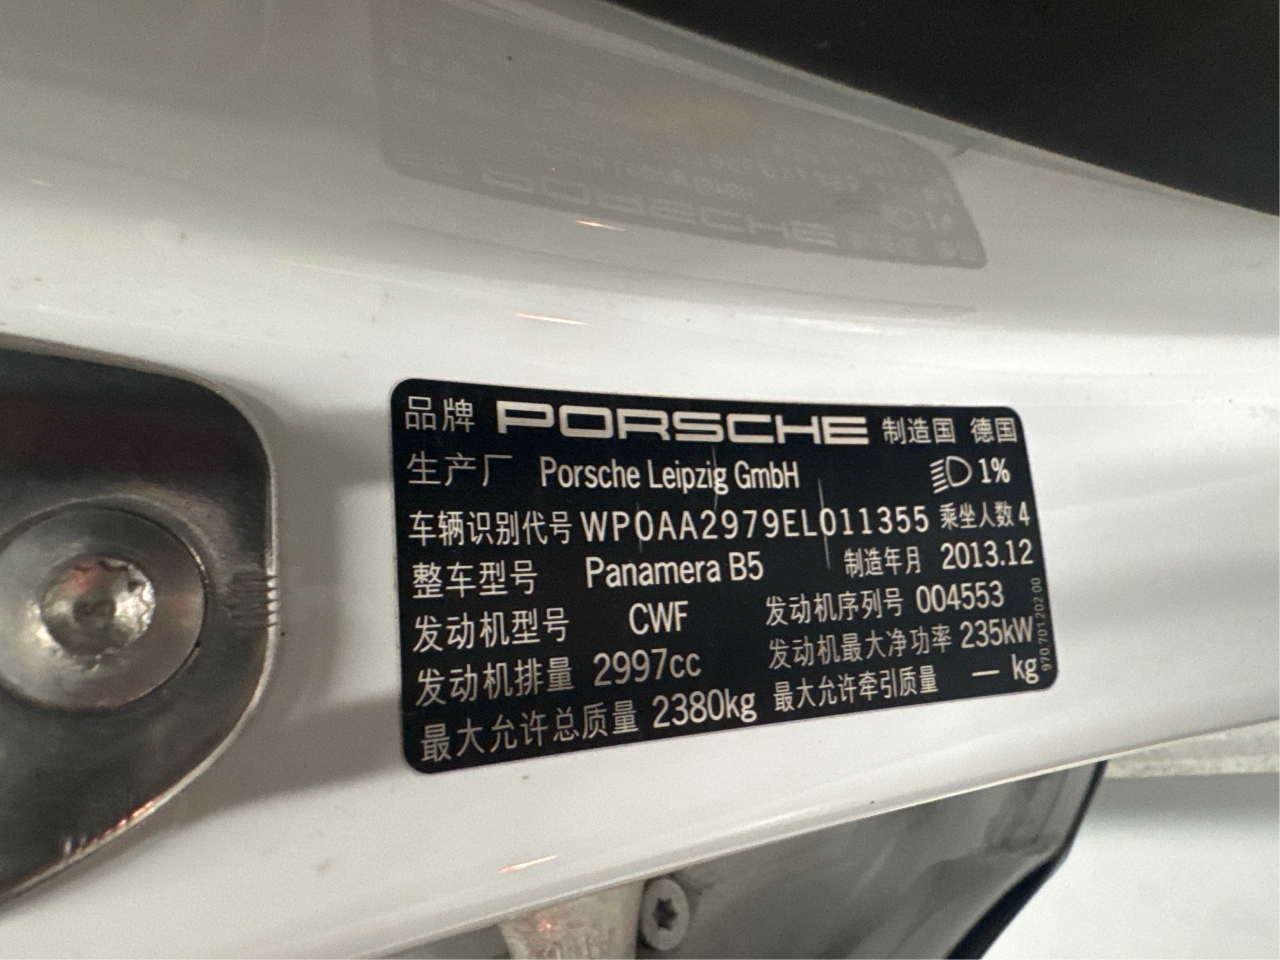 品牌 PORSCHE 制造国 德国
生产厂 Porsche Leipzig GmbH 1%
车辆识别代号 WP0AA2979EL011355 乘坐人数 4
整车型号 Panamera B5 制造年月 2013.12
发动机型号 CWF 发动机序列号 004553
发动机排量 2997cc 发动机最大净功率 235kW
最大允许总质量 2380kg 最大允许牵引质量 — kg
970.701.202.00